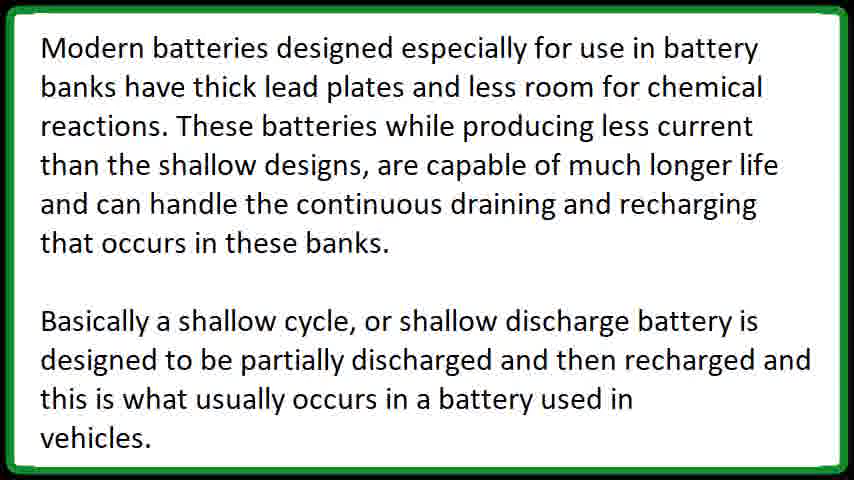 Modern batteries designed especially for use in battery
banks have thick lead plates and less room for chemical
reactions. These batteries while producing less current
than the shallow designs, are capable of much longer life
and can handle the continuous draining and recharging
that occurs in these banks.
Basically a shallow cycle, or shallow discharge battery is
designed to be partially discharged and then recharged and
this is what usually occurs in a battery used in
vehicles.